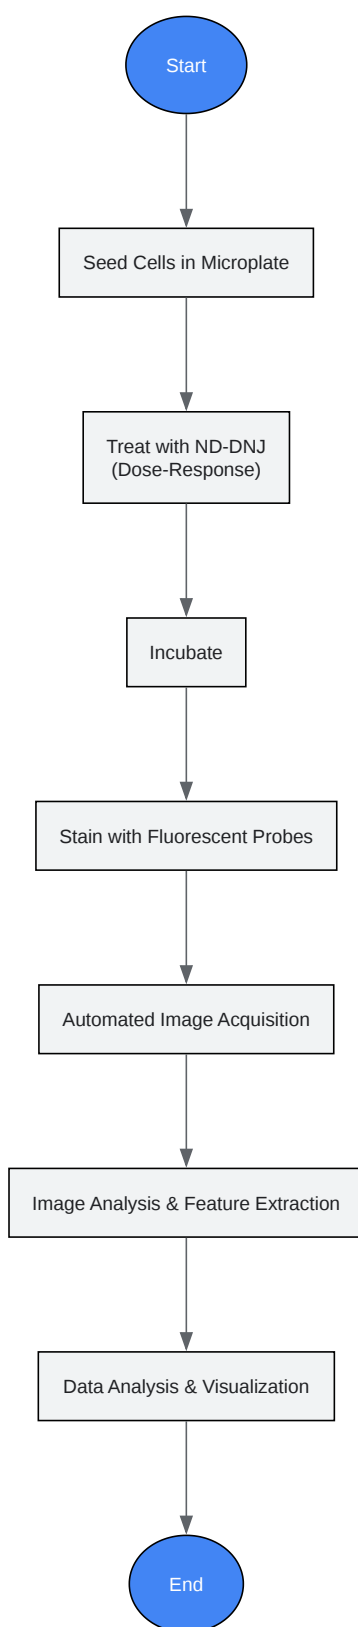 Start
Seed Cells in Microplate
Treat with ND-DNJ
(Dose-Response)
Incubate
Stain with Fluorescent Probes
Automated Image Acquisition
Image Analysis & Feature Extraction
Data Analysis & Visualization
End